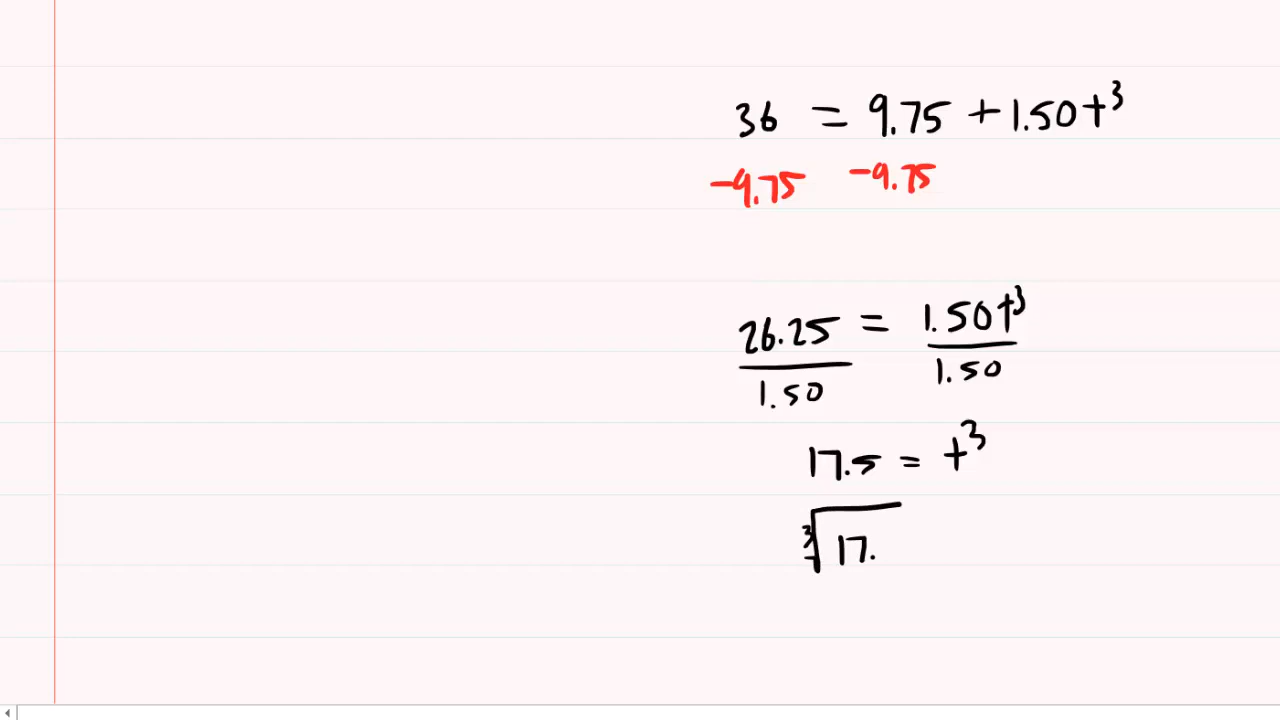 36 = 9.75 + 1.50t³
-9.75 -9.75
26.25 = 1.50t³
1.50 1.50
17.5 = t³
∛17.